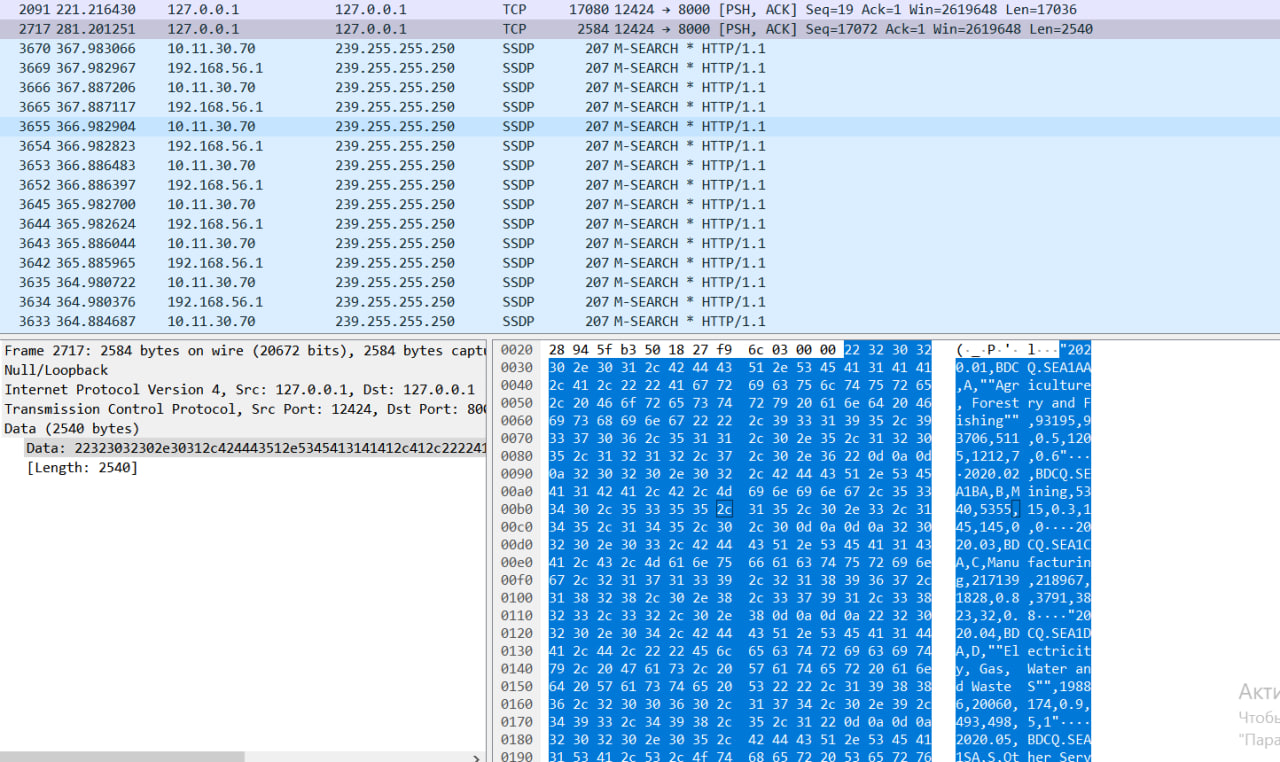 2091 221.216430 127.0.0.1 127.0.0.1 TCP 17080 12424 → 8000 [PSH, ACK] Seq=19 Ack=1 Win=2619648 Len=17036
2717 281.201251 127.0.0.1 127.0.0.1 TCP 2584 12424 → 8000 [PSH, ACK] Seq=17072 Ack=1 Win=2619648 Len=2540
3670 367.983066 10.11.30.70 239.255.255.250 SSDP 207 M-SEARCH * HTTP/1.1
3669 367.982967 192.168.56.1 239.255.255.250 SSDP 207 M-SEARCH * HTTP/1.1
3666 367.887206 10.11.30.70 239.255.255.250 SSDP 207 M-SEARCH * HTTP/1.1
3665 367.887117 192.168.56.1 239.255.255.250 SSDP 207 M-SEARCH * HTTP/1.1
3655 366.982904 10.11.30.70 239.255.255.250 SSDP 207 M-SEARCH * HTTP/1.1
3654 366.982823 192.168.56.1 239.255.255.250 SSDP 207 M-SEARCH * HTTP/1.1
3653 366.886483 10.11.30.70 239.255.255.250 SSDP 207 M-SEARCH * HTTP/1.1
3652 366.886397 192.168.56.1 239.255.255.250 SSDP 207 M-SEARCH * HTTP/1.1
3645 365.982700 10.11.30.70 239.255.255.250 SSDP 207 M-SEARCH * HTTP/1.1
3644 365.982624 192.168.56.1 239.255.255.250 SSDP 207 M-SEARCH * HTTP/1.1
3643 365.886044 10.11.30.70 239.255.255.250 SSDP 207 M-SEARCH * HTTP/1.1
3642 365.885965 192.168.56.1 239.255.255.250 SSDP 207 M-SEARCH * HTTP/1.1
3635 364.980722 10.11.30.70 239.255.255.250 SSDP 207 M-SEARCH * HTTP/1.1
3634 364.980376 192.168.56.1 239.255.255.250 SSDP 207 M-SEARCH * HTTP/1.1
3633 364.884687 10.11.30.70 239.255.255.250 SSDP 207 M-SEARCH * HTTP/1.1
Frame 2717: 2584 bytes on wire (20672 bits), 2584 bytes captu
Null/Loopback
Internet Protocol Version 4, Src: 127.0.0.1, Dst: 127.0.0.1
Transmission Control Protocol, Src Port: 12424, Dst Port: 800
Data (2540 bytes)
Data: 22323032302e30312c424443512e5345413141412c412c222241
[Length: 2540]
0020 28 94 5f b3 50 18 27 f9 6c 03 00 00 22 32 30 32 (·_·P·'·l···"202
0030 30 2e 30 31 2c 42 44 43 51 2e 53 45 41 31 41 41 0.01,BDCQ.SEA1AA
0040 2c 41 2c 22 22 41 67 72 69 63 75 6c 74 75 72 65 ,A,""Agriculture
0050 2c 20 46 6f 72 65 73 74 72 79 20 61 6e 64 20 46 , Forestry and F
0060 69 73 68 69 6e 67 22 22 2c 39 33 31 39 35 2c 39 ishing"",93195,9
0070 33 37 30 36 2c 35 31 31 2c 30 2e 35 2c 31 32 30 3706,511,0.5,120
0080 35 2c 31 32 31 32 2c 37 2c 30 2e 36 22 0d 0a 0d 5,1212,7,0.6"···
0090 0a 32 30 32 30 2e 30 32 2c 42 44 43 51 2e 53 45 ·2020.02,BDCQ.SE
00a0 41 31 42 41 2c 42 2c 4d 69 6e 69 6e 67 2c 35 33 A1BA,B,Mining,53
00b0 34 30 2c 35 33 35 35 2c 31 35 2c 30 2e 33 2c 31 40,5355,15,0.3,1
00c0 34 35 2c 31 34 35 2c 30 2c 30 0d 0a 0d 0a 32 30 45,145,0,0····20
00d0 32 30 2e 30 33 2c 42 44 43 51 2e 53 45 41 31 43 20.03,BDCQ.SEA1C
00e0 41 2c 43 2c 4d 61 6e 75 66 61 63 74 75 72 69 6e A,C,Manufacturin
00f0 67 2c 32 31 37 31 33 39 2c 32 31 38 39 36 37 2c g,217139,218967,
0100 31 38 32 38 2c 30 2e 38 2c 33 37 39 31 2c 33 38 1828,0.8,3791,38
0110 32 33 2c 33 32 2c 30 2e 38 0d 0a 0d 0a 22 32 30 23,32,0.8····"20
0120 32 30 2e 30 34 2c 42 44 43 51 2e 53 45 41 31 44 20.04,BDCQ.SEA1D
0130 41 2c 44 2c 22 22 45 6c 65 63 74 72 69 63 69 74 A,D,""Electricit
0140 79 2c 20 47 61 73 2c 20 57 61 74 65 72 20 61 6e y, Gas, Water an
0150 64 20 57 61 73 74 65 20 53 22 22 2c 31 39 38 38 d Waste S"",1988
0160 36 2c 32 30 30 36 30 2c 31 37 34 2c 30 2e 39 2c 6,20060,174,0.9,
0170 34 39 33 2c 34 39 38 2c 35 2c 31 22 0d 0a 0d 0a 493,498,5,1"····
0180 32 30 32 30 2e 30 35 2c 42 44 43 51 2e 53 45 41 2020.05,BDCQ.SEA
0190 31 53 41 2c 53 2c 4f 74 68 65 72 20 53 65 72 76 1SA,S,Other Serv
Акти
Чтобы
"Пара